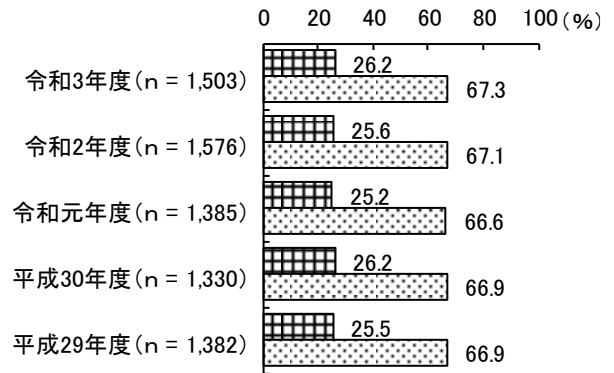 0 20 40 60 80 100 (%)
令和3年度(n = 1,503) 26.2 67.3
令和2年度(n = 1,576) 25.6 67.1
令和元年度(n = 1,385) 25.2 66.6
平成30年度(n = 1,330) 26.2 66.9
平成29年度(n = 1,382) 25.5 66.9